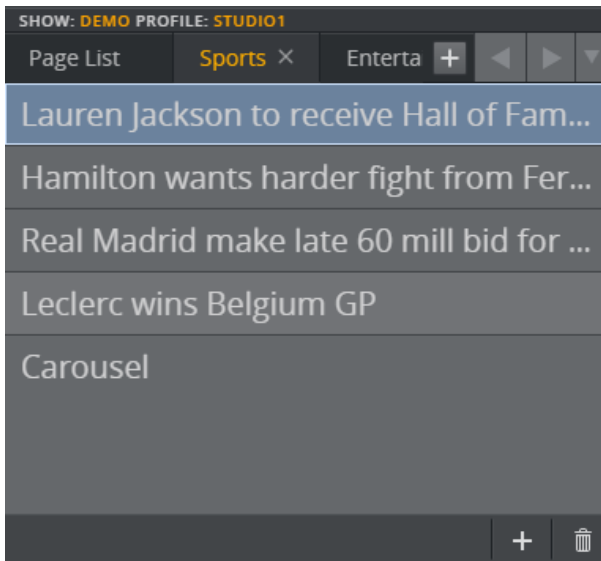 SHOW: DEMO PROFILE: STUDIO1
Page List Sports × Enterta +
Lauren Jackson to receive Hall of Fam...
Hamilton wants harder fight from Fer...
Real Madrid make late 60 mill bid for ...
Leclerc wins Belgium GP
Carousel
+